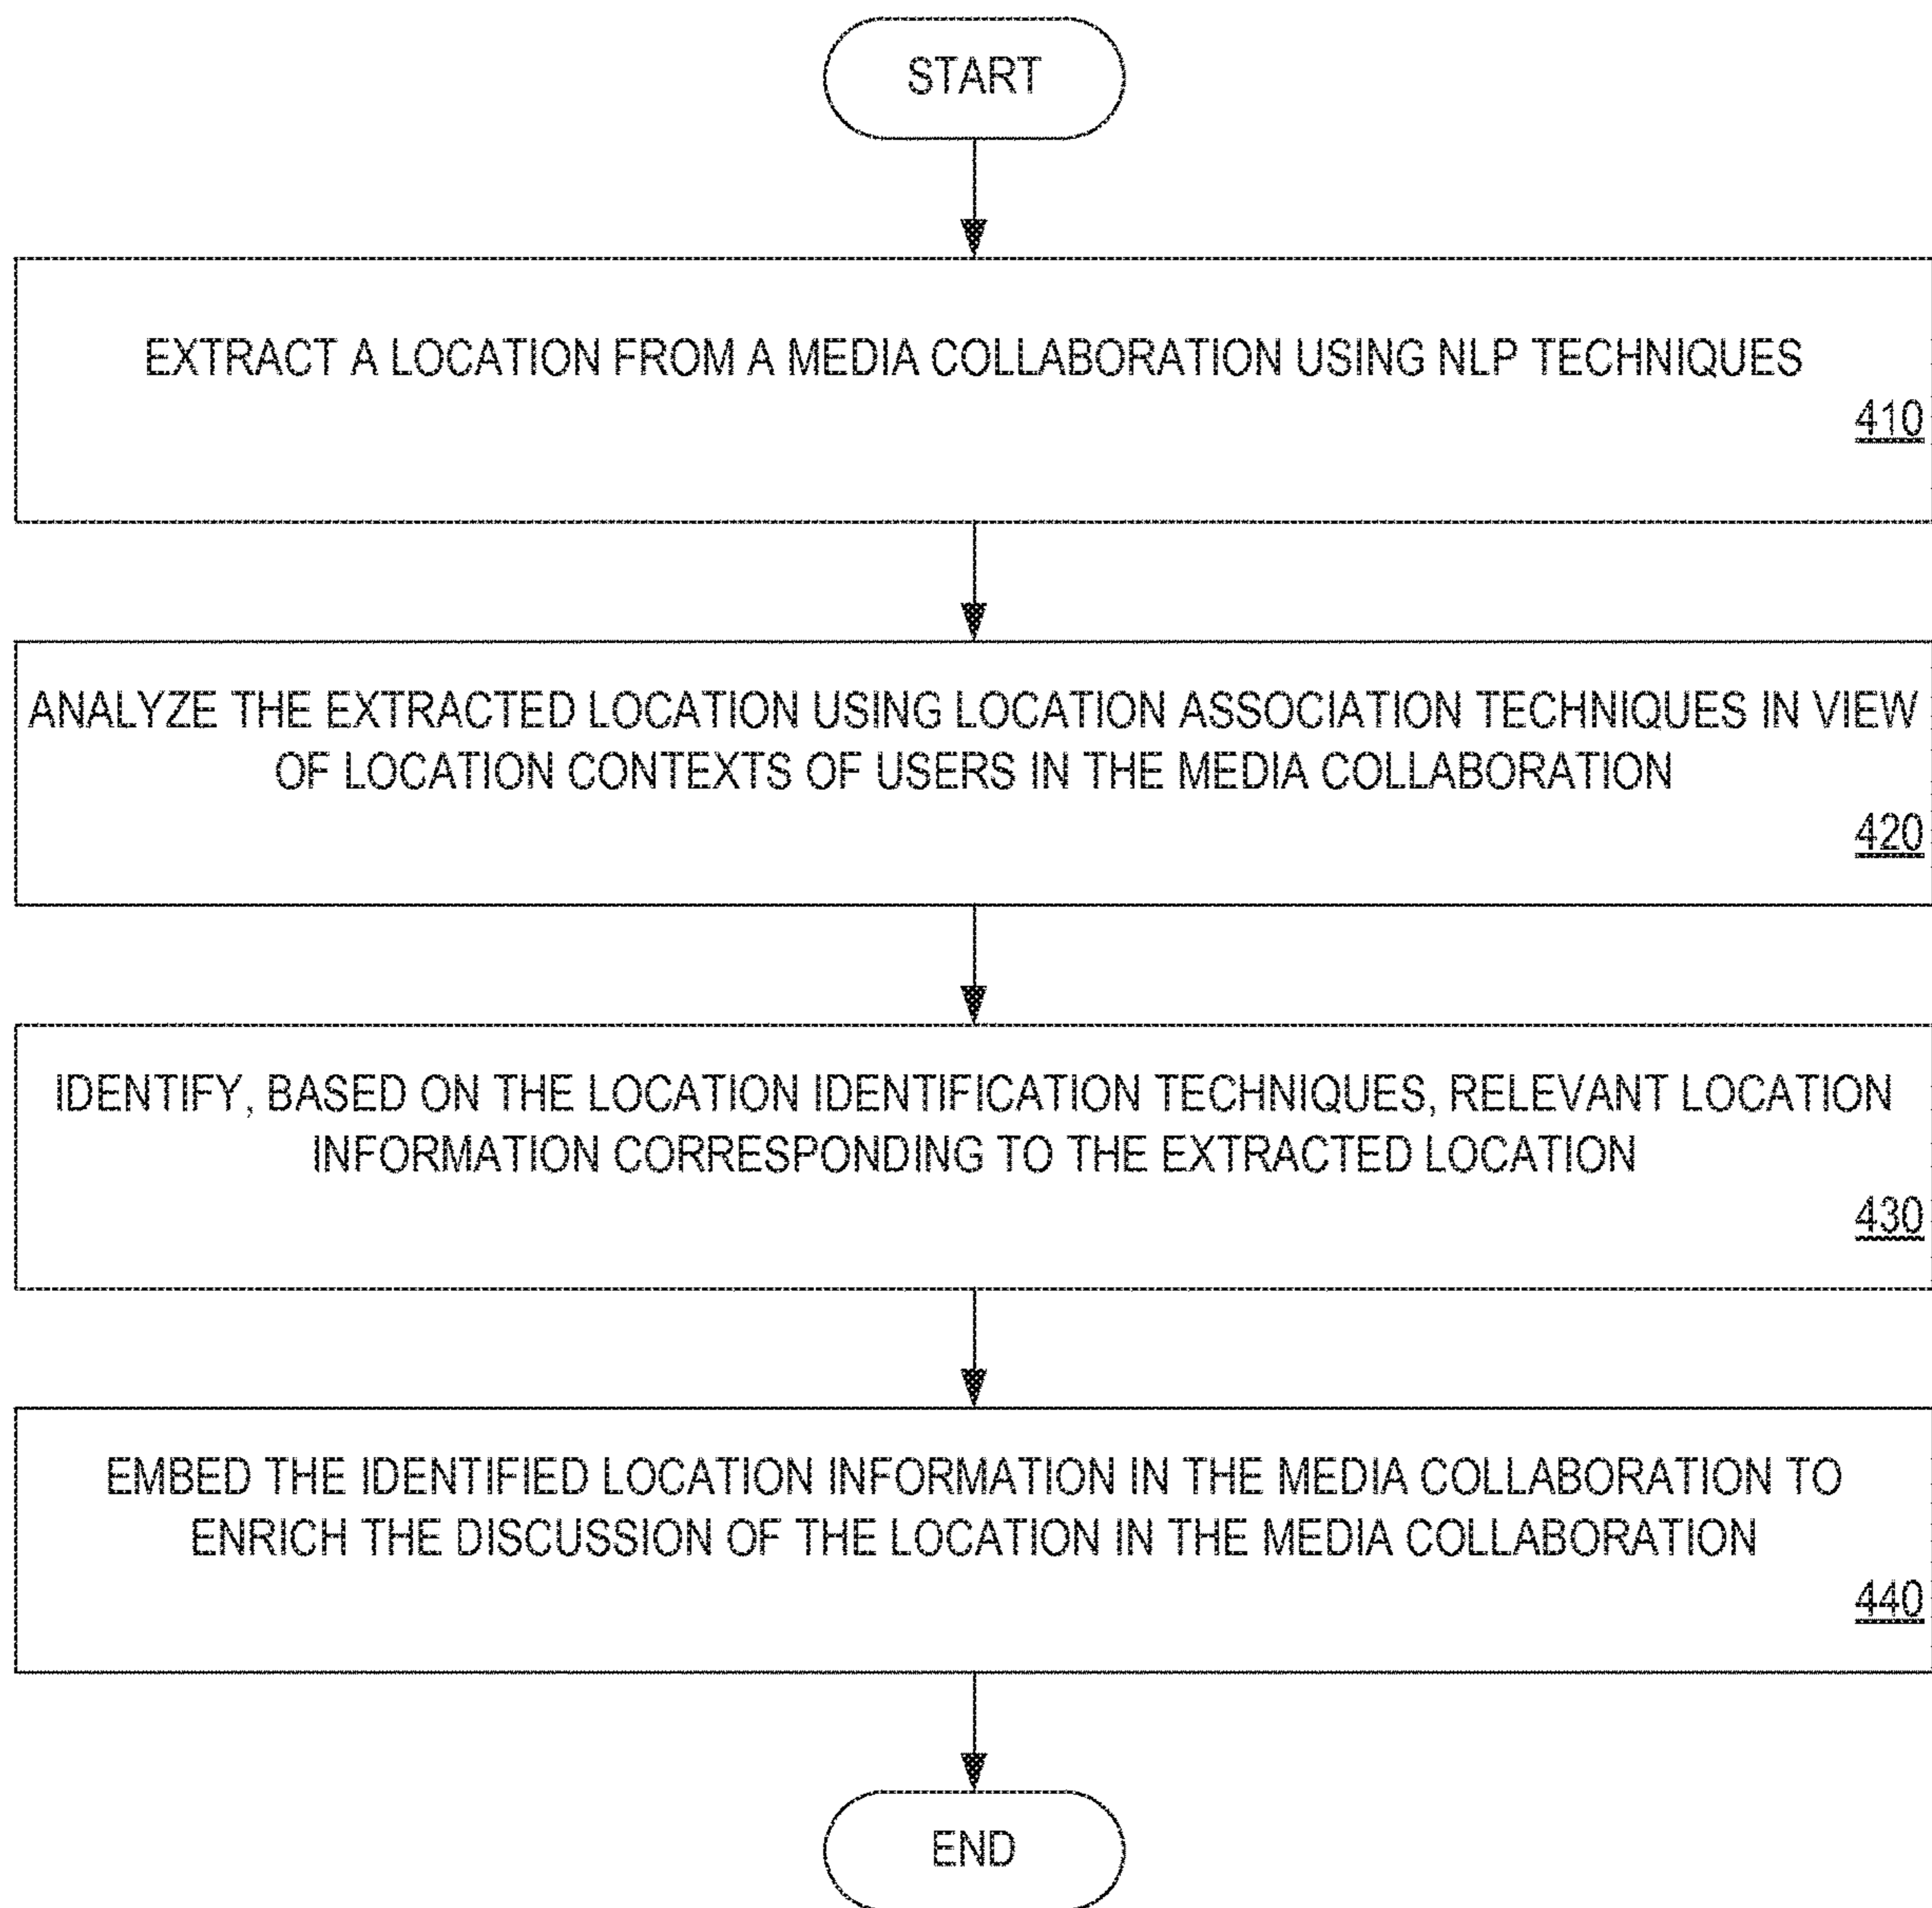 START
EXTRACT A LOCATION FROM A MEDIA COLLABORATION USING NLP TECHNIQUES
410
ANALYZE THE EXTRACTED LOCATION USING LOCATION ASSOCIATION TECHNIQUES IN VIEW
OF LOCATION CONTEXTS OF USERS IN THE MEDIA COLLABORATION
420
IDENTIFY, BASED ON THE LOCATION IDENTIFICATION TECHNIQUES, RELEVANT LOCATION
INFORMATION CORRESPONDING TO THE EXTRACTED LOCATION
430
EMBED THE IDENTIFIED LOCATION INFORMATION IN THE MEDIA COLLABORATION TO
ENRICH THE DISCUSSION OF THE LOCATION IN THE MEDIA COLLABORATION
440
END